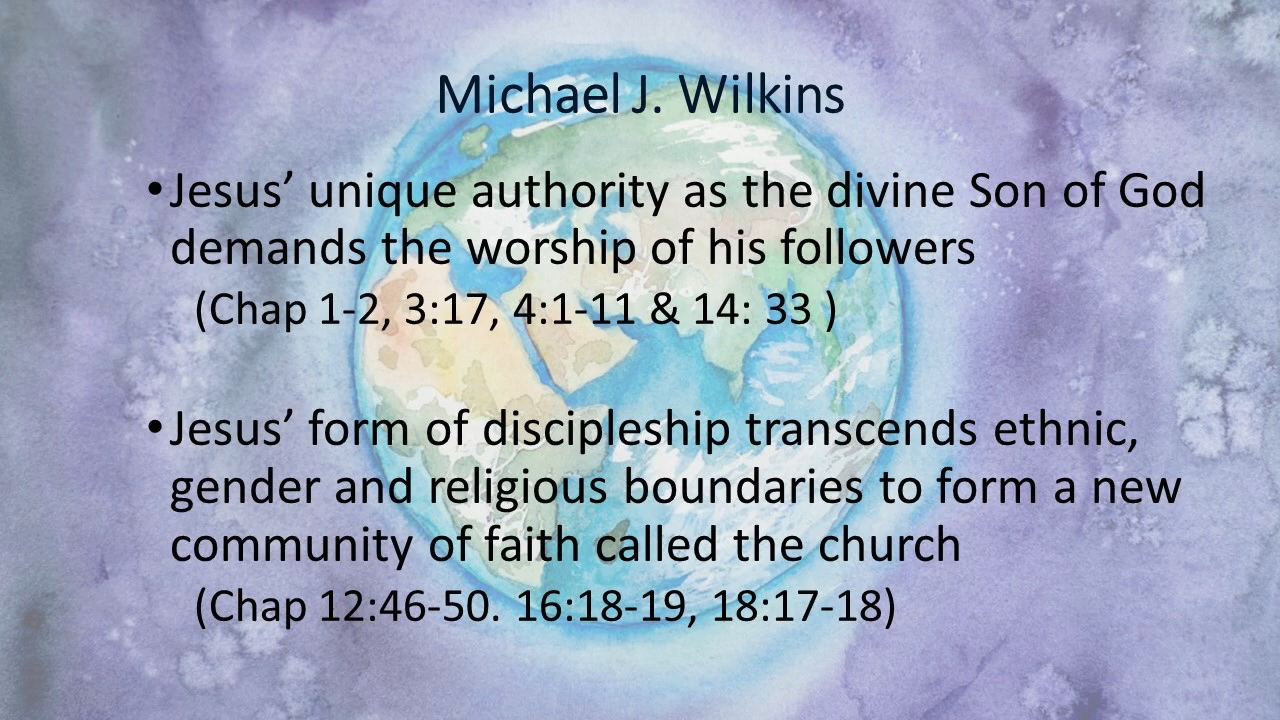 Michael J. Wilkins
•Jesus’ unique authority as the divine Son of God
demands the worship of his followers
(Chap 1-2, 3:17, 4:1-11 & 14: 33 )
•Jesus’ form of discipleship transcends ethnic,
gender and religious boundaries to form a new
community of faith called the church
(Chap 12:46-50. 16:18-19, 18:17-18)